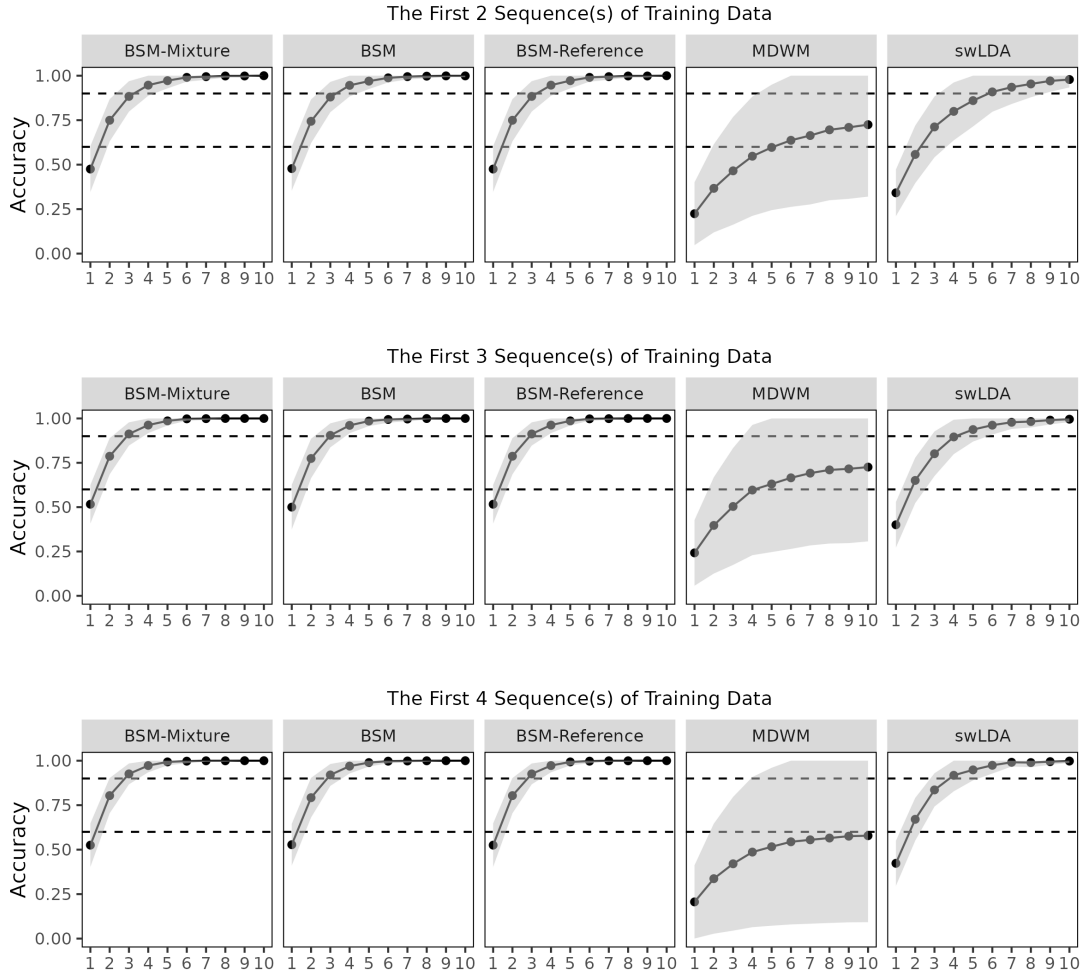 The First 2 Sequence(s) of Training Data
BSM-Mixture BSM BSM-Reference MDWM swLDA
Accuracy
1.00
0.75
0.50
0.25
0.00
1 2 3 4 5 6 7 8 9 10 1 2 3 4 5 6 7 8 9 10 1 2 3 4 5 6 7 8 9 10 1 2 3 4 5 6 7 8 9 10 1 2 3 4 5 6 7 8 9 10
The First 3 Sequence(s) of Training Data
BSM-Mixture BSM BSM-Reference MDWM swLDA
Accuracy
1.00
0.75
0.50
0.25
0.00
1 2 3 4 5 6 7 8 9 10 1 2 3 4 5 6 7 8 9 10 1 2 3 4 5 6 7 8 9 10 1 2 3 4 5 6 7 8 9 10 1 2 3 4 5 6 7 8 9 10
The First 4 Sequence(s) of Training Data
BSM-Mixture BSM BSM-Reference MDWM swLDA
Accuracy
1.00
0.75
0.50
0.25
0.00
1 2 3 4 5 6 7 8 9 10 1 2 3 4 5 6 7 8 9 10 1 2 3 4 5 6 7 8 9 10 1 2 3 4 5 6 7 8 9 10 1 2 3 4 5 6 7 8 9 10